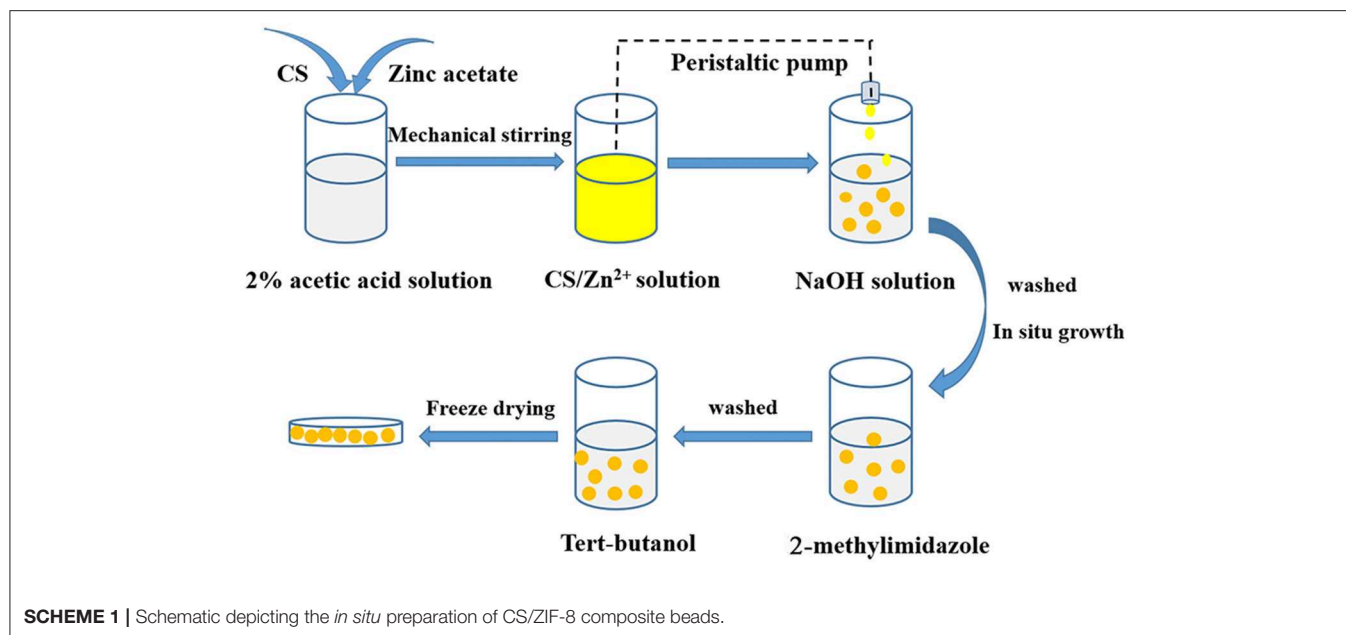 CS
Zinc acetate
Peristaltic pump
Mechanical stirring
2% acetic acid solution
CS/Zn²⁺ solution
NaOH solution
washed
In situ growth
Freeze drying
washed
Tert-butanol
2-methylimidazole
SCHEME 1 | Schematic depicting the in situ preparation of CS/ZIF-8 composite beads.